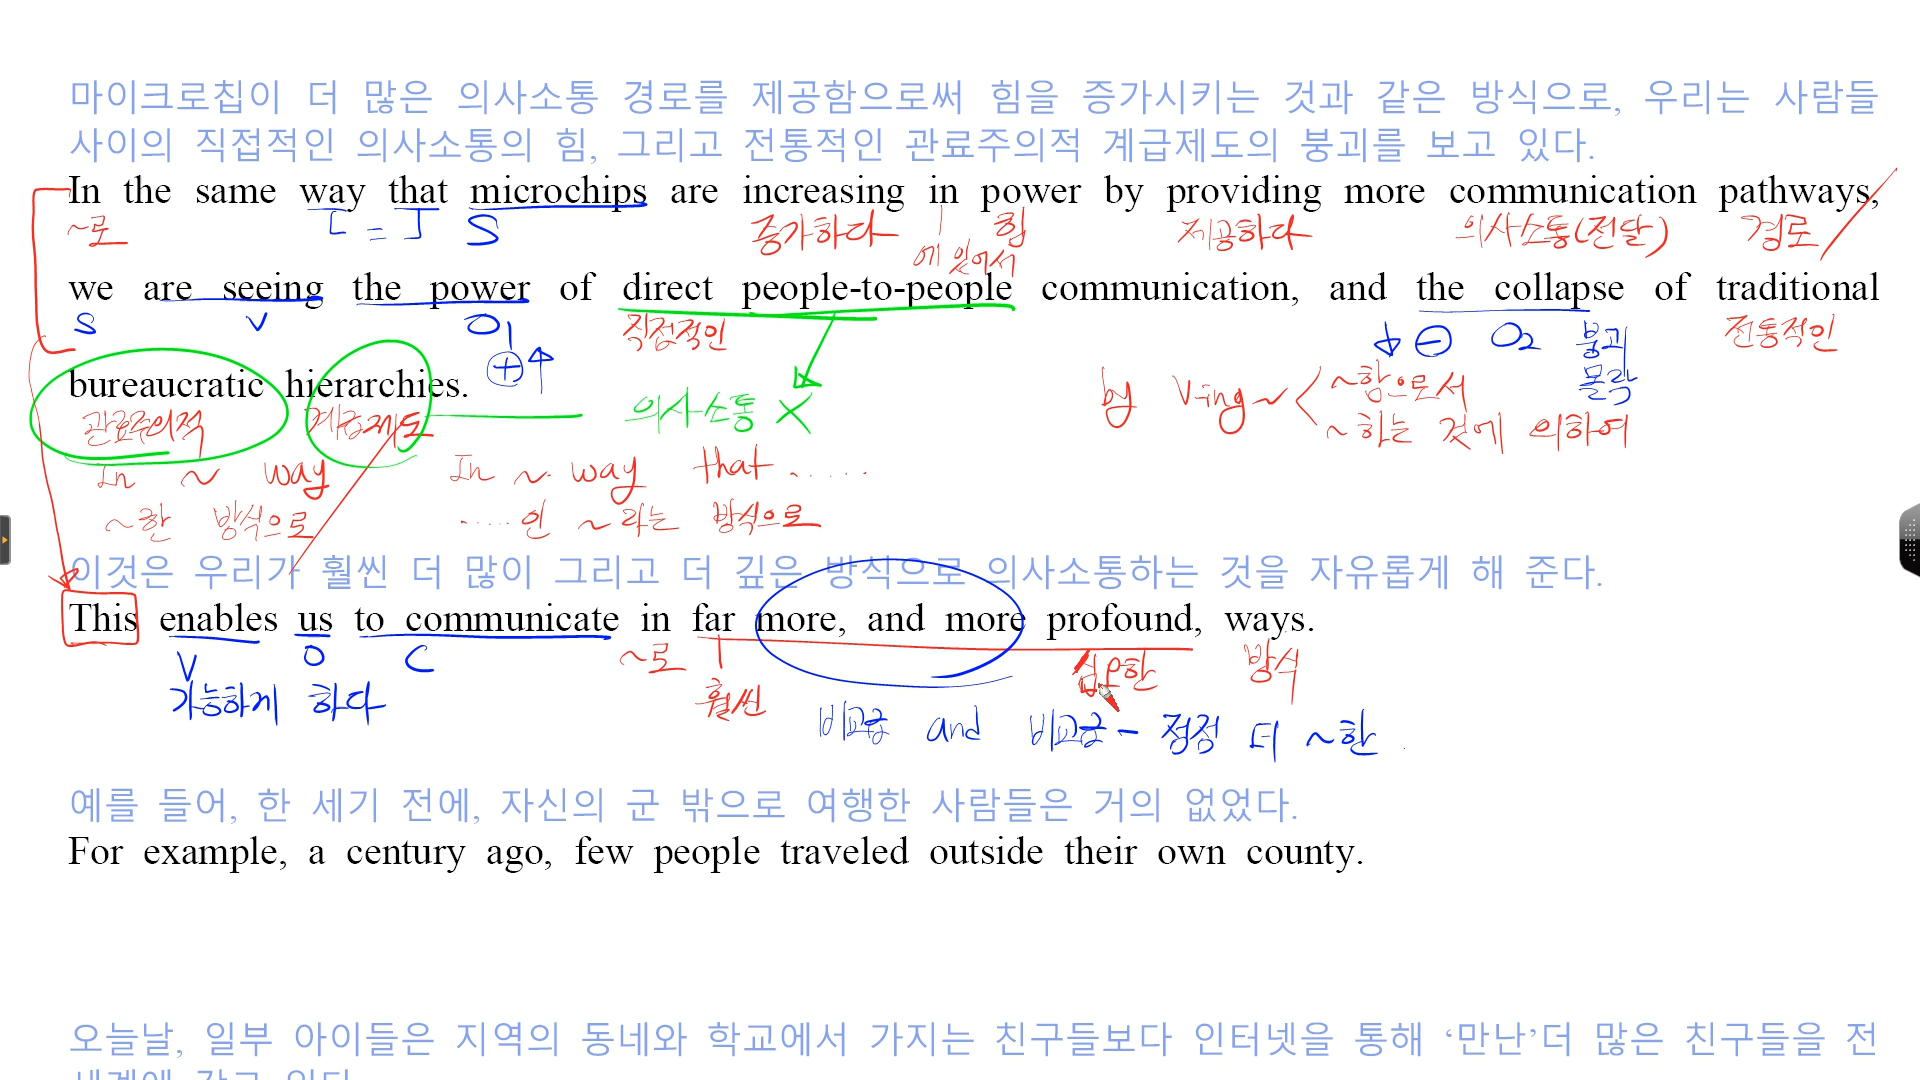 마이크로칩이 더 많은 의사소통 경로를 제공함으로써 힘을 증가시키는 것과 같은 방식으로, 우리는 사람들
사이의 직접적인 의사소통의 힘, 그리고 전통적인 관료주의적 계급제도의 붕괴를 보고 있다.
In the same way that microchips are increasing in power by providing more communication pathways,
~로 [ = ] S 증가하다 힘 제공하다 의사소통(전달) 경로
에 있어서
we are seeing the power of direct people-to-people communication, and the collapse of traditional
S V O1 직접적인 ↓ ⊖ O2 붕괴 전통적인
⊕↑ 몰락
bureaucratic hierarchies.
관료주의적 계급제도 의사소통 X by Ving~ < ~함으로서
~하는 것에 의하여
In ~ way In ~ way that ......
~한 방식으로 .....인 ~라는 방식으로
이것은 우리가 훨씬 더 많이 그리고 더 깊은 방식으로 의사소통하는 것을 자유롭게 해 준다.
This enables us to communicate in far more, and more profound, ways.
V O C ~로 심오한 방식
가능하게 하다 훨씬
비교급 and 비교급 - 점점 더 ~한
예를 들어, 한 세기 전에, 자신의 군 밖으로 여행한 사람들은 거의 없었다.
For example, a century ago, few people traveled outside their own county.
오늘날, 일부 아이들은 지역의 동네와 학교에서 가지는 친구들보다 인터넷을 통해 ‘만난’더 많은 친구들을 전